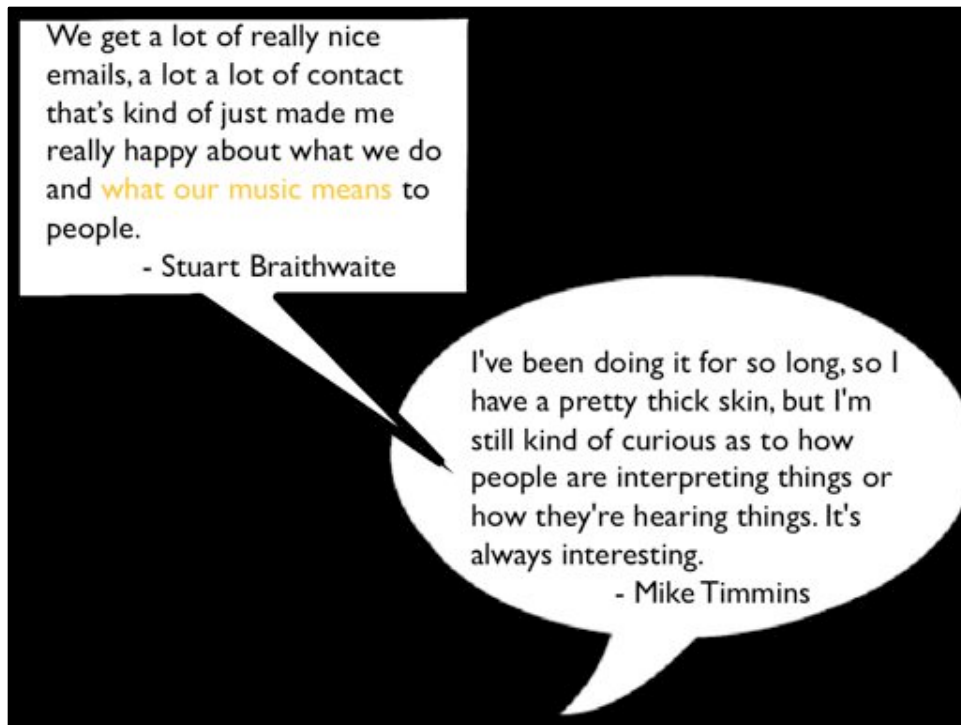 We get a lot of really nice
emails, a lot a lot of contact
that's kind of just made me
really happy about what we do
and what our music means to
people.
- Stuart Braithwaite
I've been doing it for so long, so I
have a pretty thick skin, but I'm
still kind of curious as to how
people are interpreting things or
how they're hearing things. It's
always interesting.
- Mike Timmins